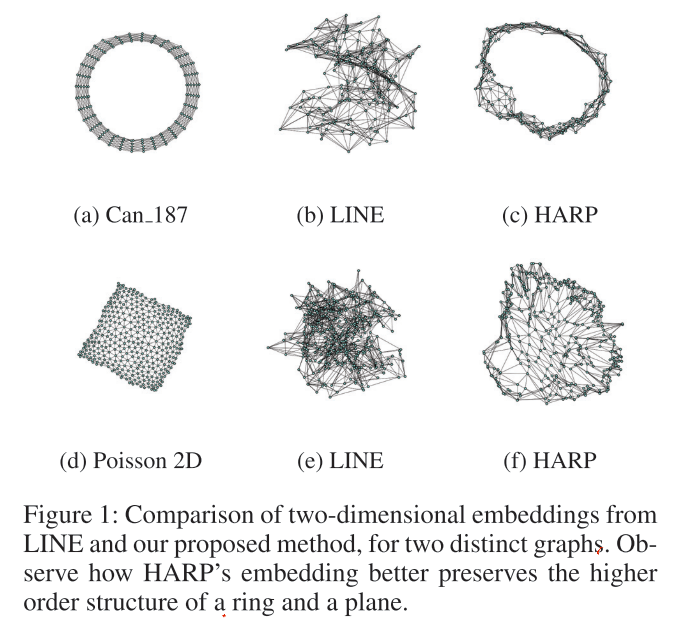 (a) Can_187
(b) LINE
(c) HARP
(d) Poisson 2D
(e) LINE
(f) HARP
Figure 1: Comparison of two-dimensional embeddings from
LINE and our proposed method, for two distinct graphs. Ob-
serve how HARP's embedding better preserves the higher
order structure of a ring and a plane.